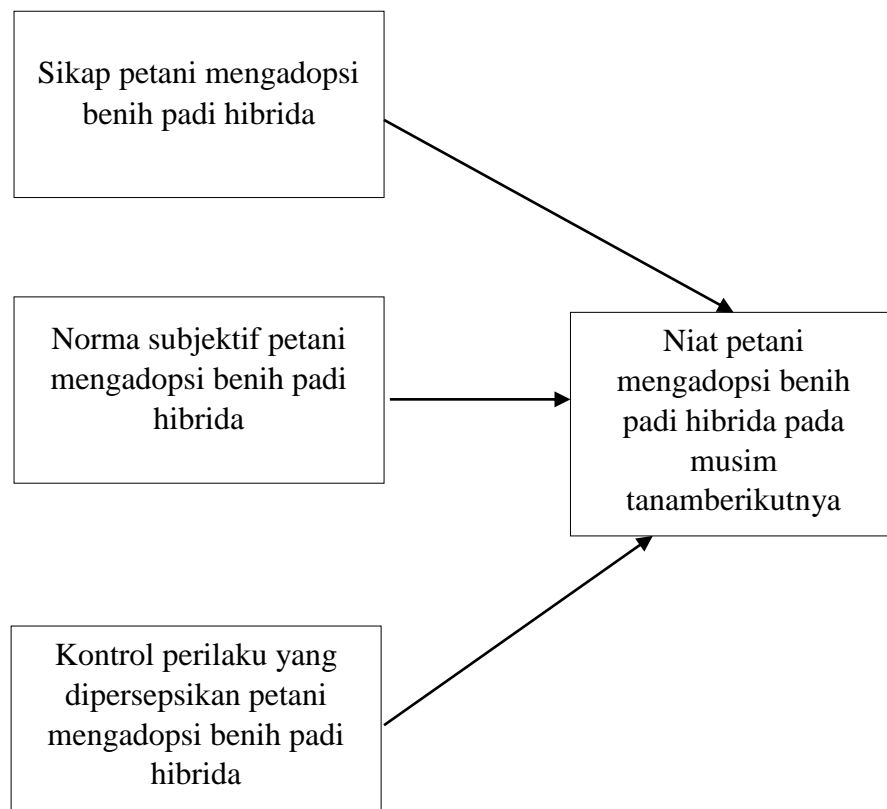 Sikap petani mengadopsi
benih padi hibrida
Norma subjektif petani
mengadopsi benih padi
hibrida
Niat petani
mengadopsi benih
padi hibrida pada
musim
tanamberikutnya
Kontrol perilaku yang
dipersepsikan petani
mengadopsi benih padi
hibrida